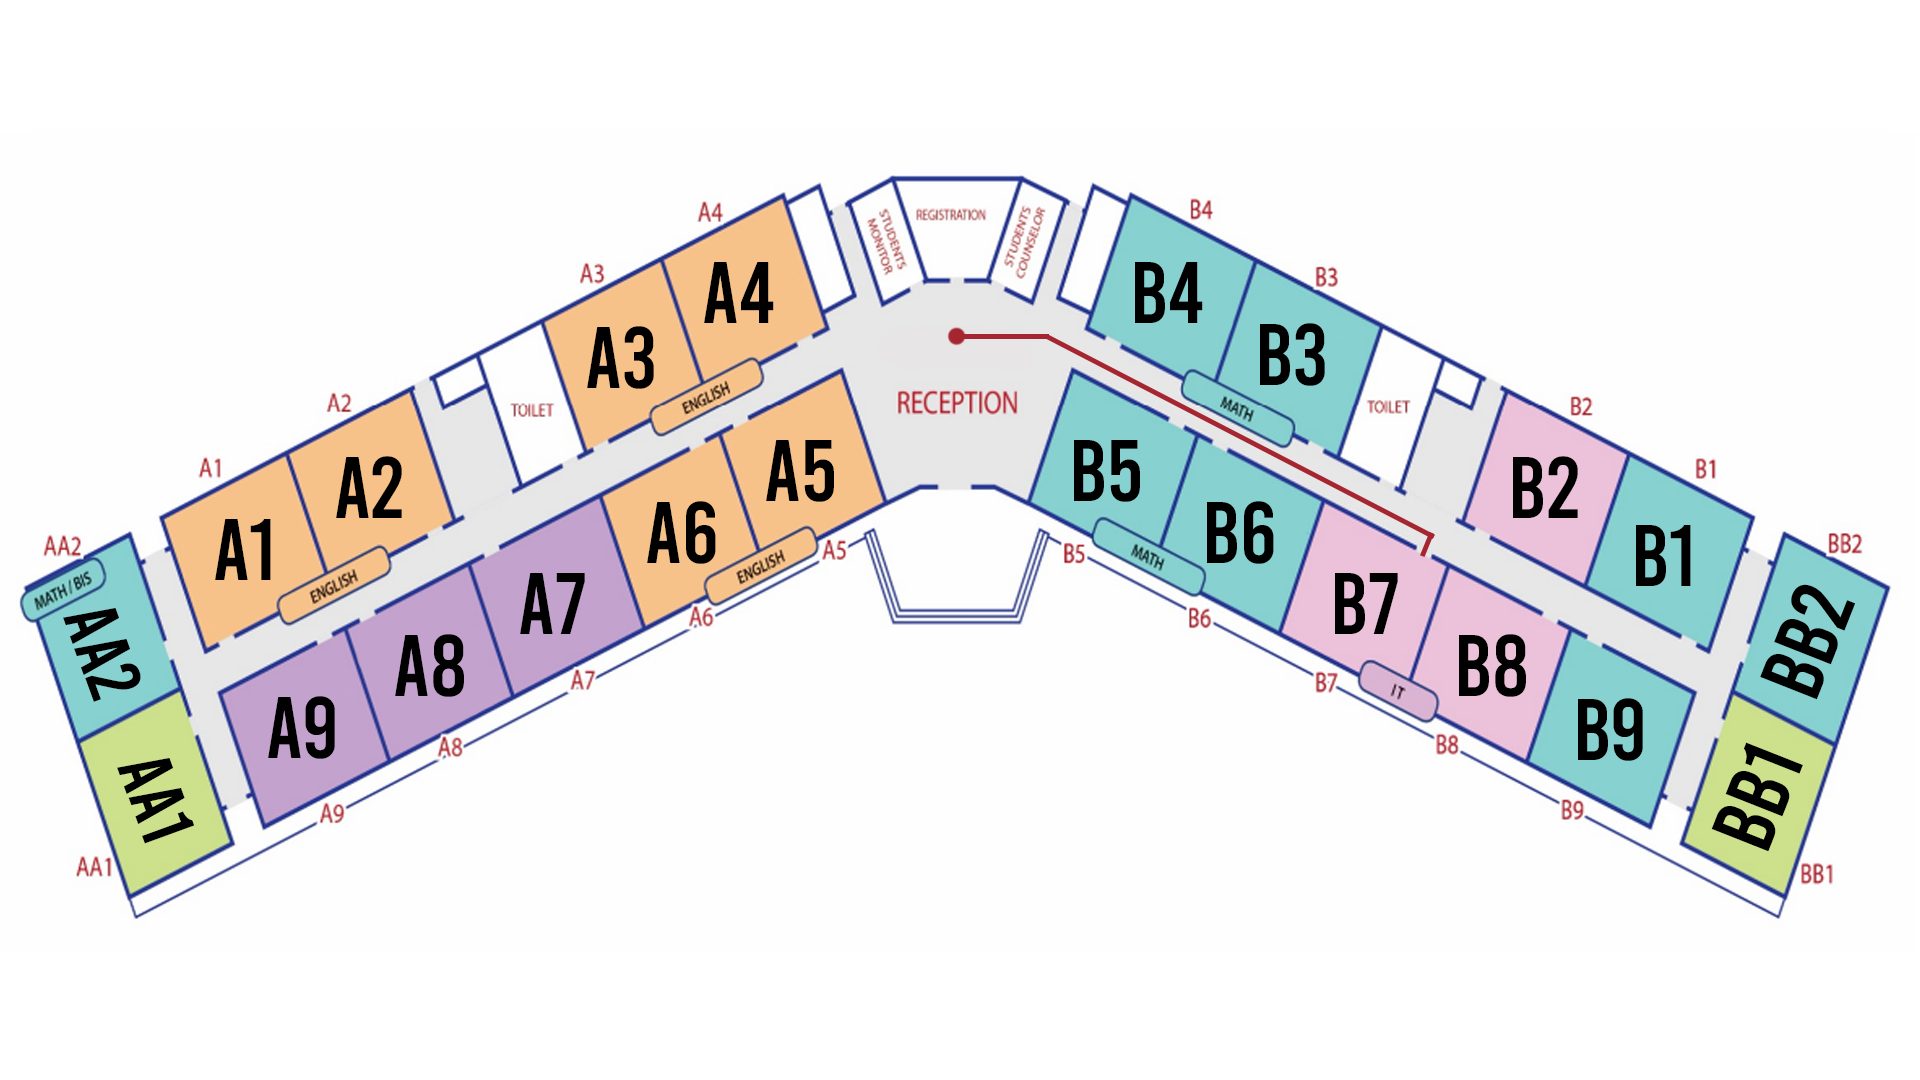 A4
STUDENTS
MONITOR
REGISTRATION
STUDENTS
COUNSELOR
B4
A3
A4
B4
B3
A3
ENGLISH
B3
MATH
A2
TOILET
RECEPTION
TOILET
B2
A1
A2
A5
B5
B2
B1
A1
ENGLISH
A6
ENGLISH
A5
B5
MATH
B6
B1
AA2
MATH / BIS
AA2
A7
A6
B6
B7
BB2
BB2
A8
A7
B7
IT
B8
A9
A8
B8
B9
AA1
A9
B9
BB1
AA1
BB1